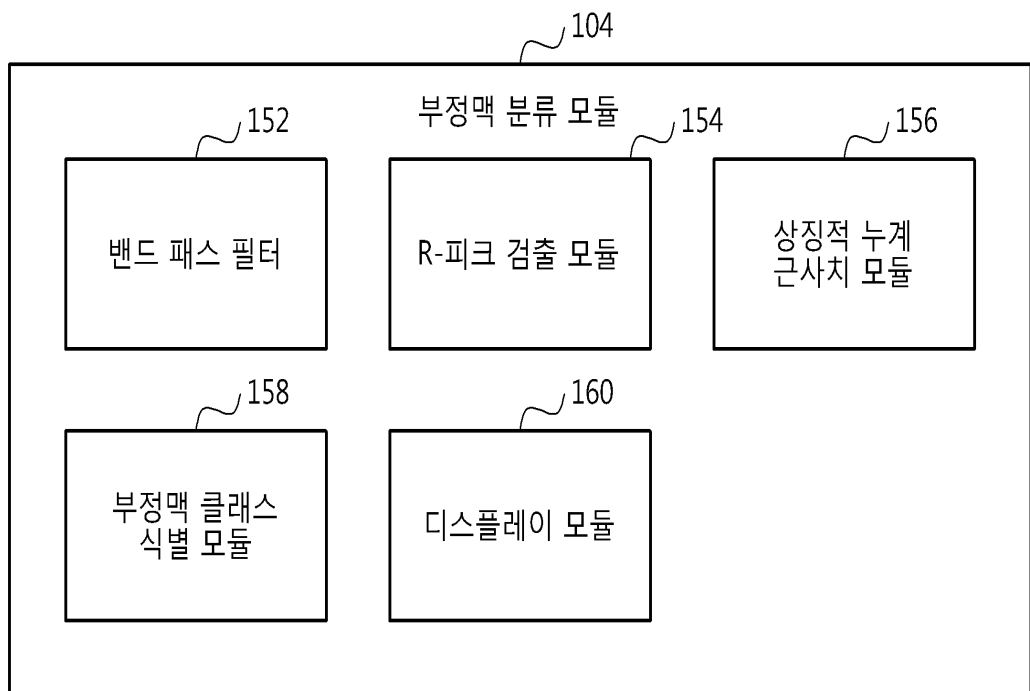 104
부정맥 분류 모듈
152
154
156
밴드 패스 필터
R-피크 검출 모듈
상징적 누계
근사치 모듈
158
160
부정맥 클래스
식별 모듈
디스플레이 모듈